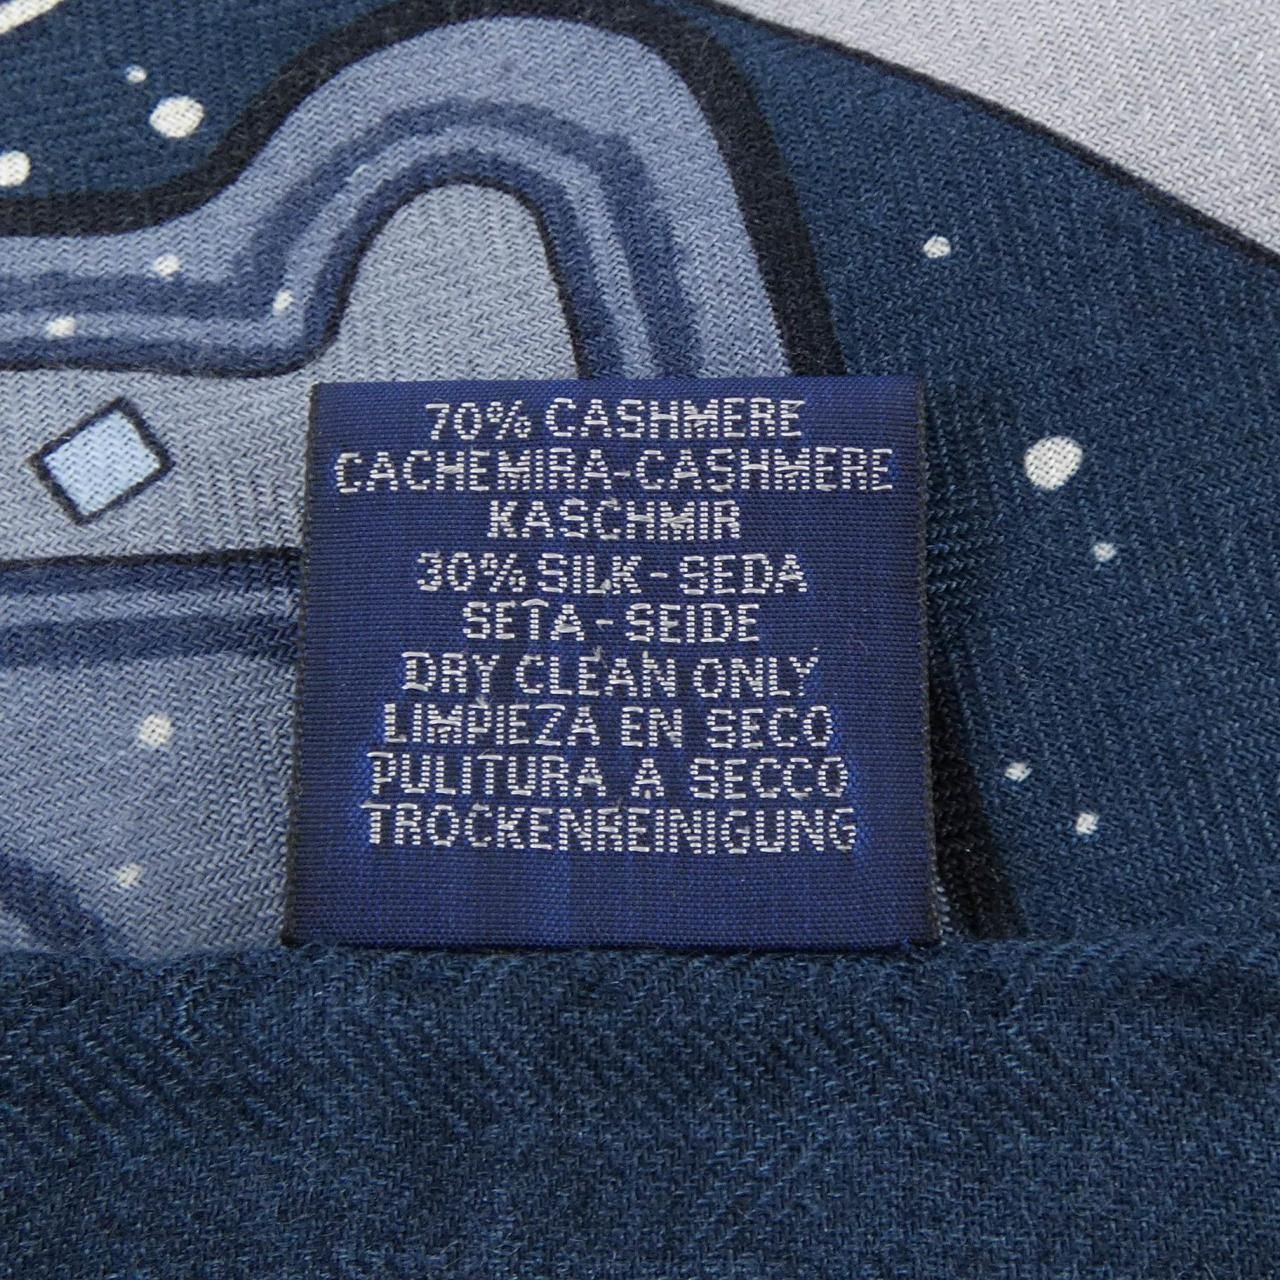 70% CASHMERE
CACHEMIRA-CASHMERE
KASCHMIR
30% SILK-SEDA
SETA-SEIDE
DRY CLEAN ONLY
LIMPIEZA EN SECO
PULITURA A SECCO
TROCKENREINIGUNG